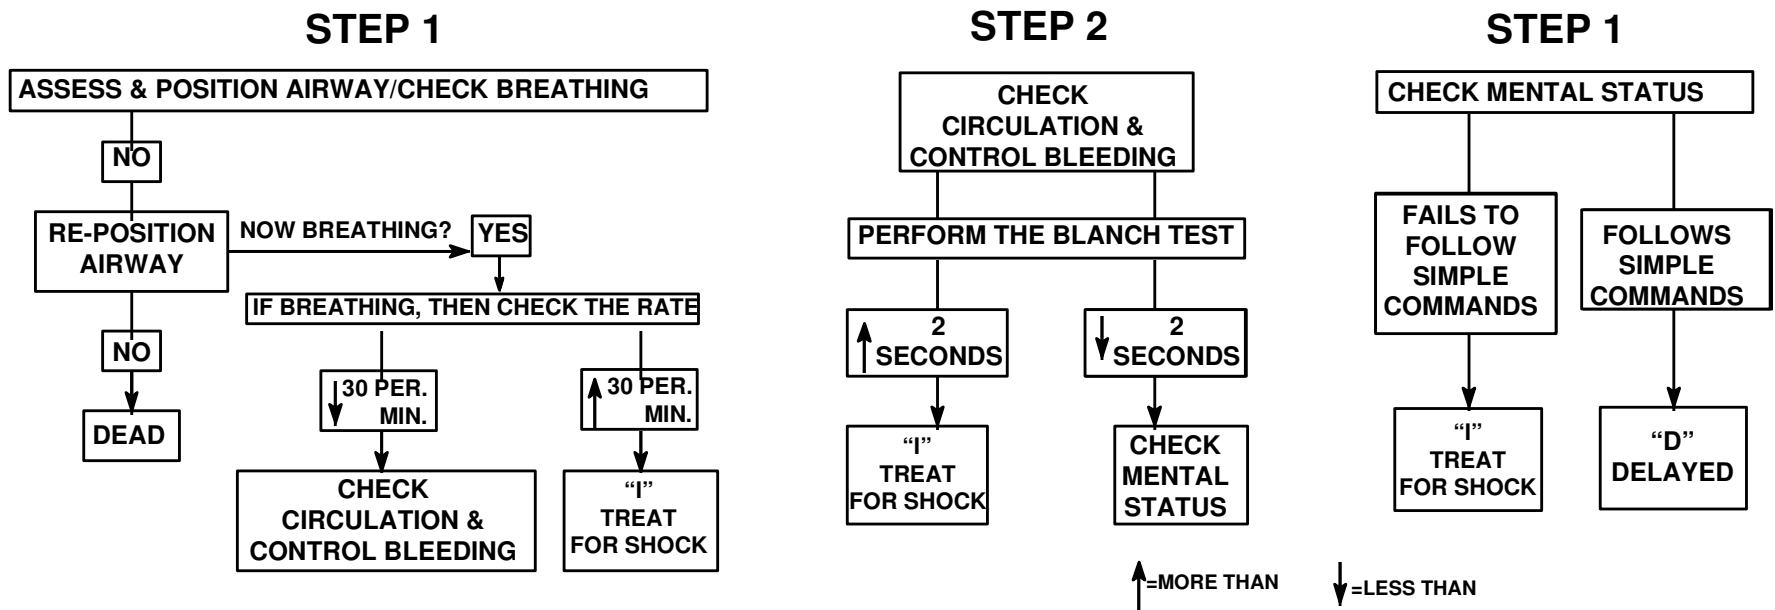 STEP 1
ASSESS & POSITION AIRWAY/CHECK BREATHING
NO
RE-POSITION
AIRWAY
NOW BREATHING?
YES
IF BREATHING, THEN CHECK THE RATE
NO
DEAD
30 PER.
MIN.
30 PER.
MIN.
CHECK
CIRCULATION &
CONTROL BLEEDING
“I”
TREAT
FOR SHOCK
STEP 2
CHECK
CIRCULATION &
CONTROL BLEEDING
PERFORM THE BLANCH TEST
2
SECONDS
2
SECONDS
“I”
TREAT
FOR SHOCK
CHECK
MENTAL
STATUS
STEP 1
CHECK MENTAL STATUS
FAILS TO
FOLLOW
SIMPLE
COMMANDS
FOLLOWS
SIMPLE
COMMANDS
“I”
TREAT
FOR SHOCK
“D”
DELAYED
=MORE THAN
=LESS THAN